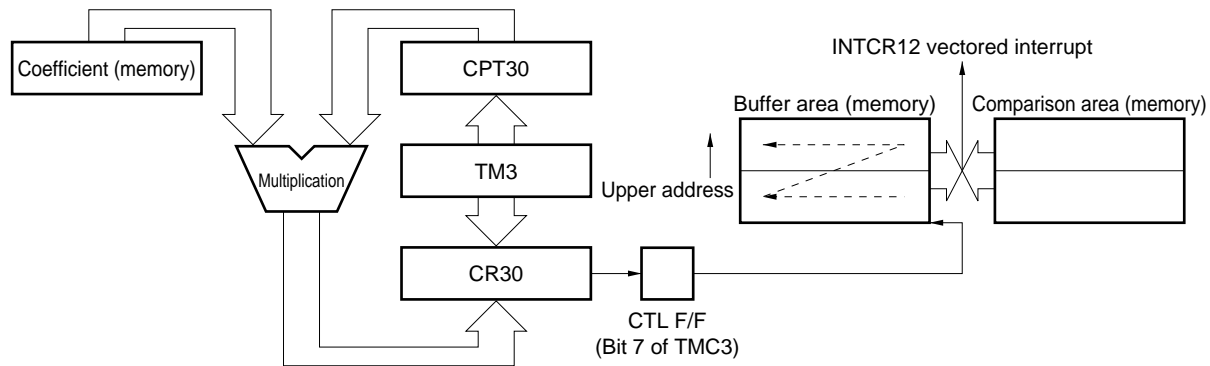 INTCR12 vectored interrupt
Coefficient (memory)
CPT30
Buffer area (memory)
Comparison area (memory)
Multiplication
TM3
Upper address
CR30
CTL F/F
(Bit 7 of TMC3)